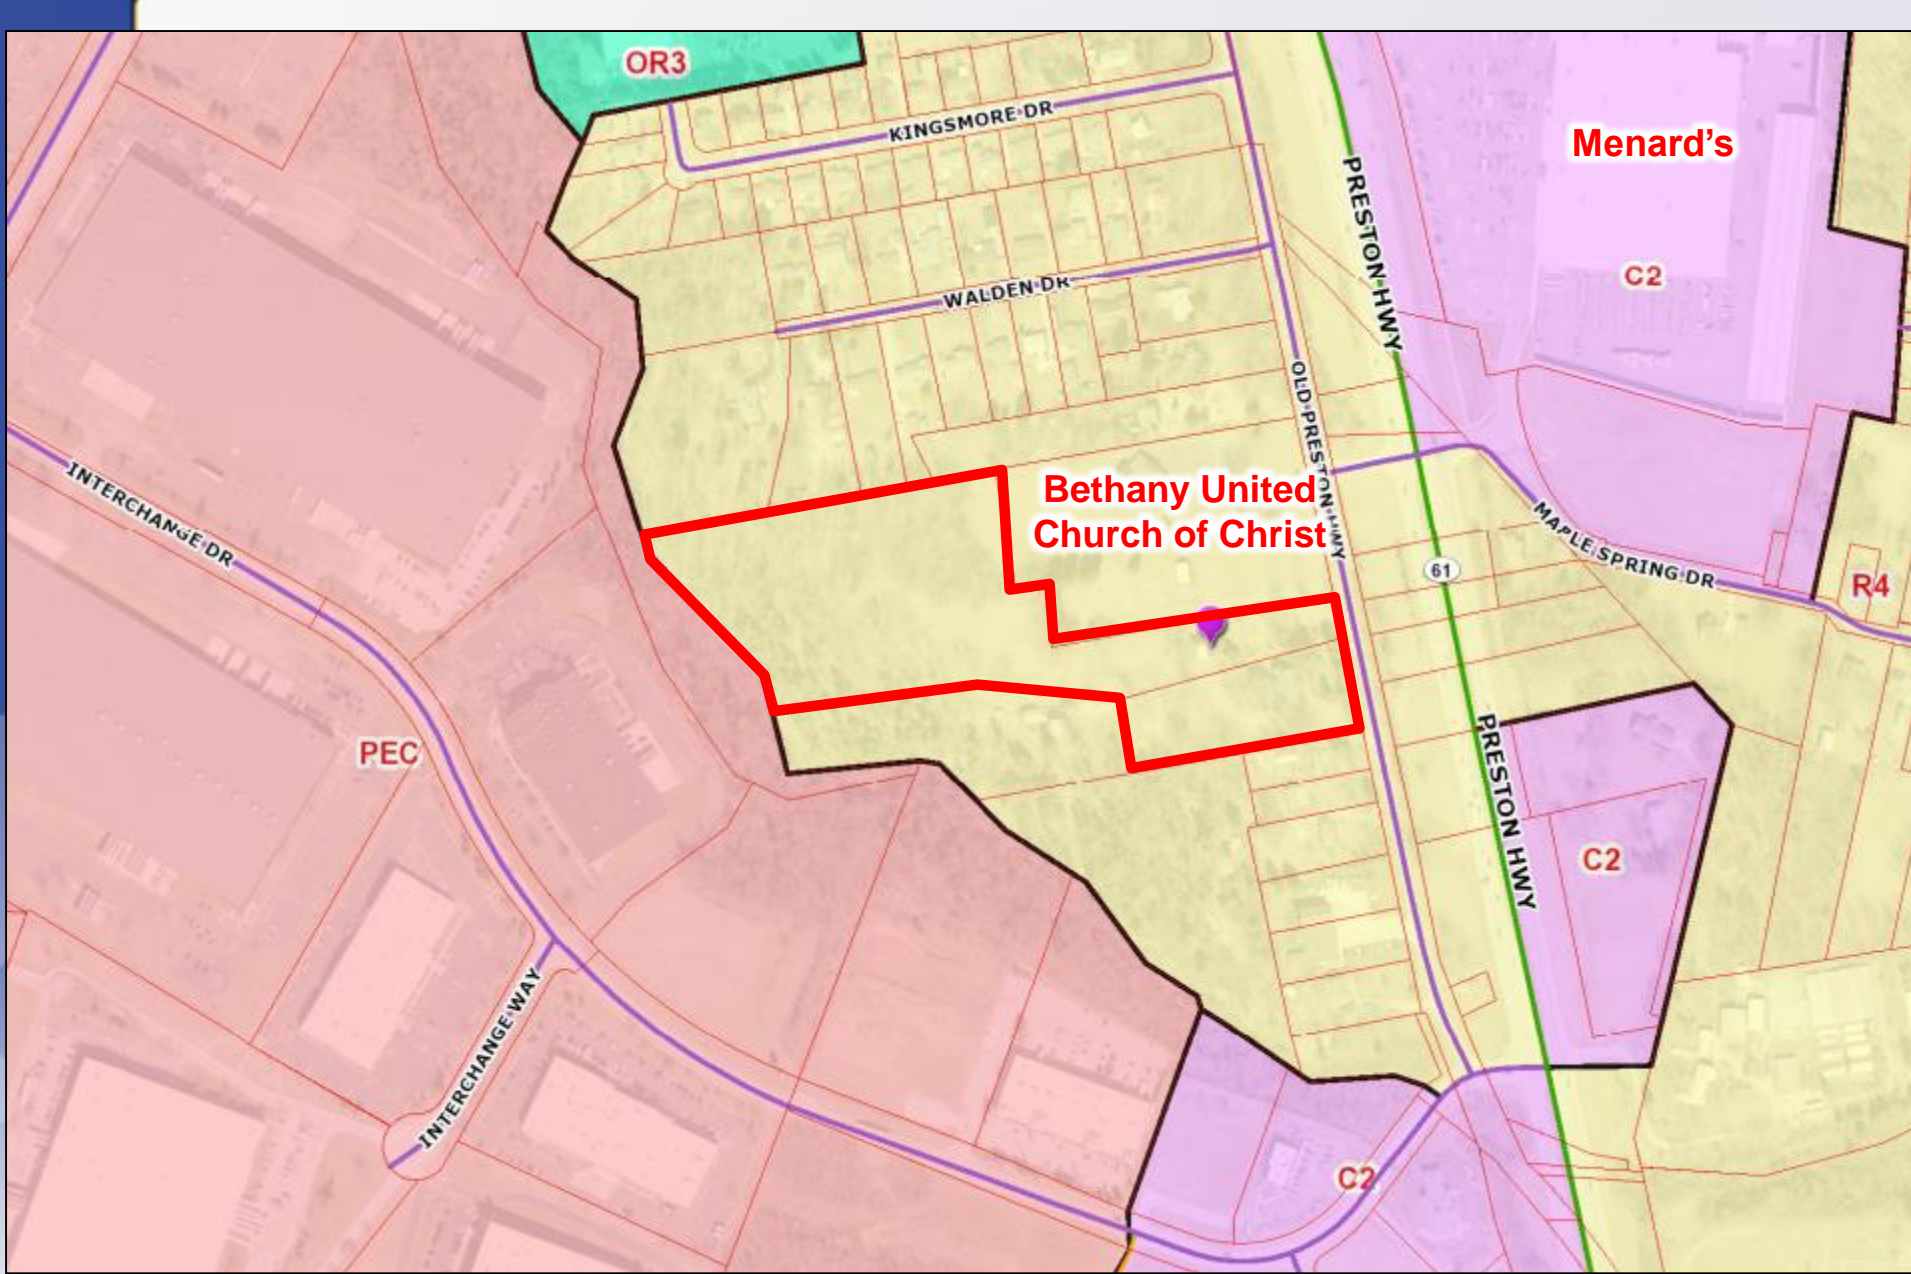 OR3
KINGSMORE DR
Menard's
PRESTON HWY
C2
WALDEN DR
OLD PRESTON HWY
Bethany United
Church of Christ
INTERCHANGE DR
MAPLE SPRING DR
61
R4
PEC
PRESTON HWY
C2
INTERCHANGE WAY
C2